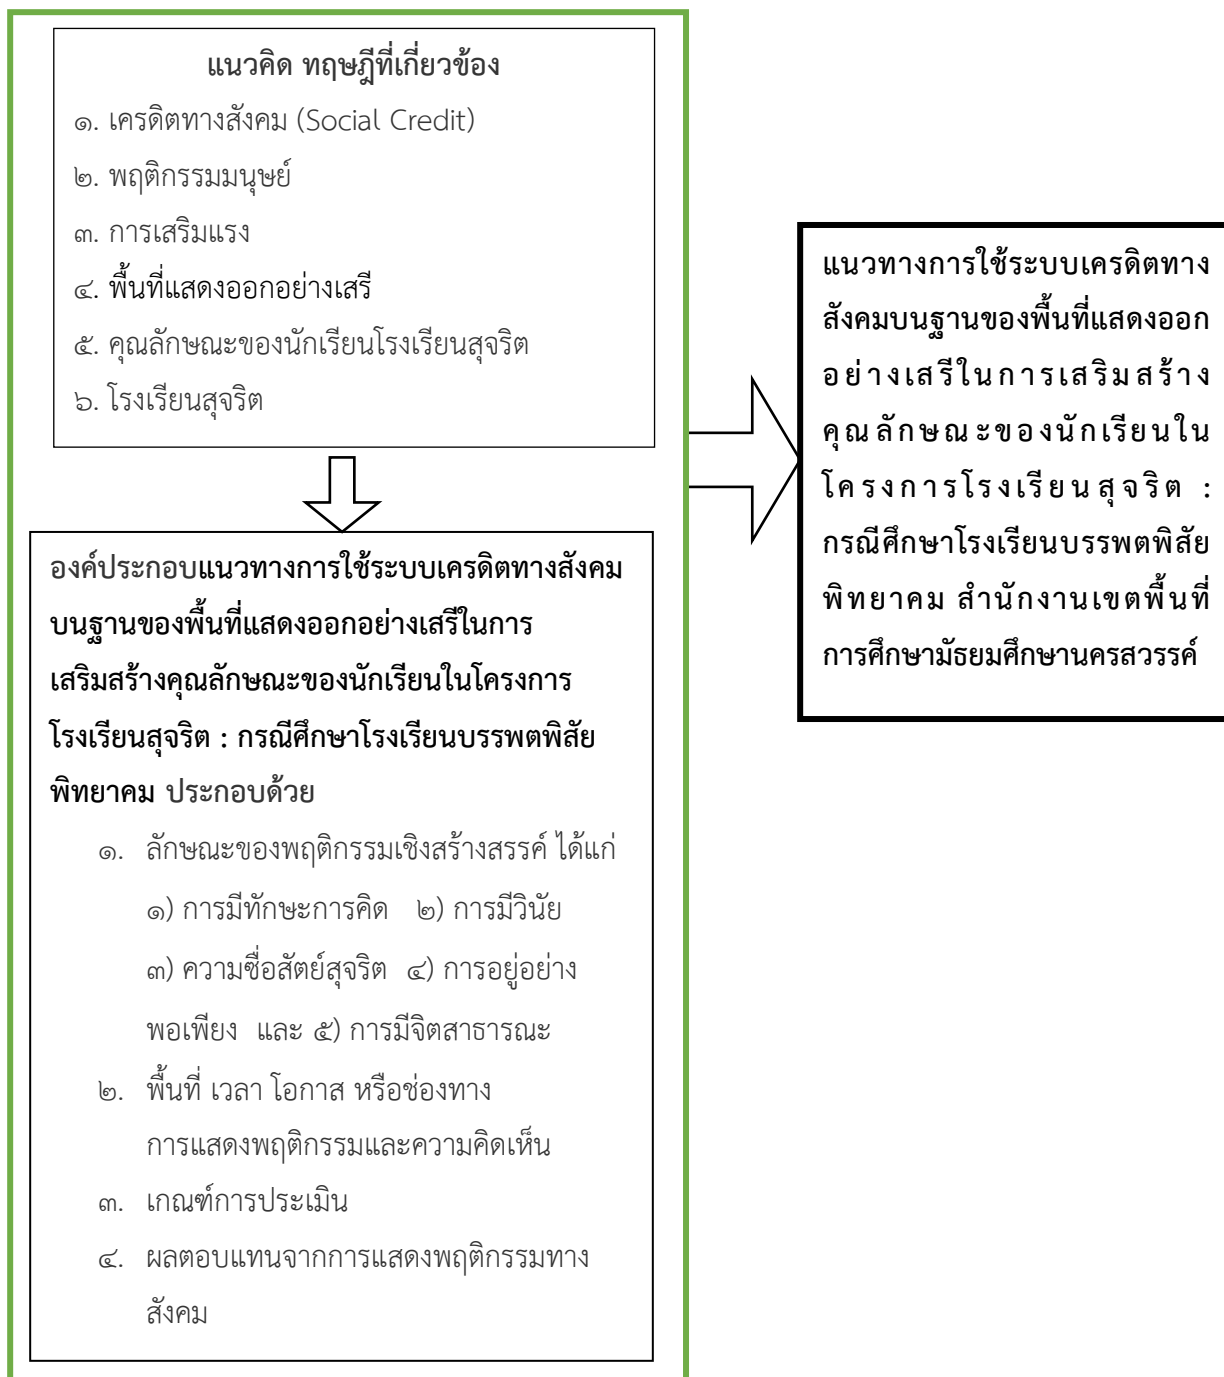 แนวคิด ทฤษฎีที่เกี่ยวข้อง
๑. เครดิตทางสังคม (Social Credit)
๒. พฤติกรรมมนุษย์
๓. การเสริมแรง
๔. พื้นที่แสดงออกอย่างเสรี
๕. คุณลักษณะของนักเรียนโรงเรียนสุจริต
๖. โรงเรียนสุจริต
องค์ประกอบแนวทางการใช้ระบบเครดิตทางสังคม
บนฐานของพื้นที่แสดงออกอย่างเสรีในการ
เสริมสร้างคุณลักษณะของนักเรียนในโครงการ
โรงเรียนสุจริต : กรณีศึกษาโรงเรียนบรรพตพิสัย
พิทยาคม ประกอบด้วย
๑. ลักษณะของพฤติกรรมเชิงสร้างสรรค์ ได้แก่
๑) การมีทักษะการคิด ๒) การมีวินัย
๓) ความซื่อสัตย์สุจริต ๔) การอยู่อย่าง
พอเพียง และ ๕) การมีจิตสาธารณะ
๒. พื้นที่ เวลา โอกาส หรือช่องทาง
การแสดงพฤติกรรมและความคิดเห็น
๓. เกณฑ์การประเมิน
๔. ผลตอบแทนจากการแสดงพฤติกรรมทาง
สังคม
แนวทางการใช้ระบบเครดิตทาง
สังคมบนฐานของพื้นที่แสดงออก
อย่างเสรีในการเสริมสร้าง
คุณลักษณะของนักเรียนใน
โครงการโรงเรียนสุจริต :
กรณีศึกษาโรงเรียนบรรพตพิสัย
พิทยาคม สำนักงานเขตพื้นที่
การศึกษามัธยมศึกษานครสวรรค์